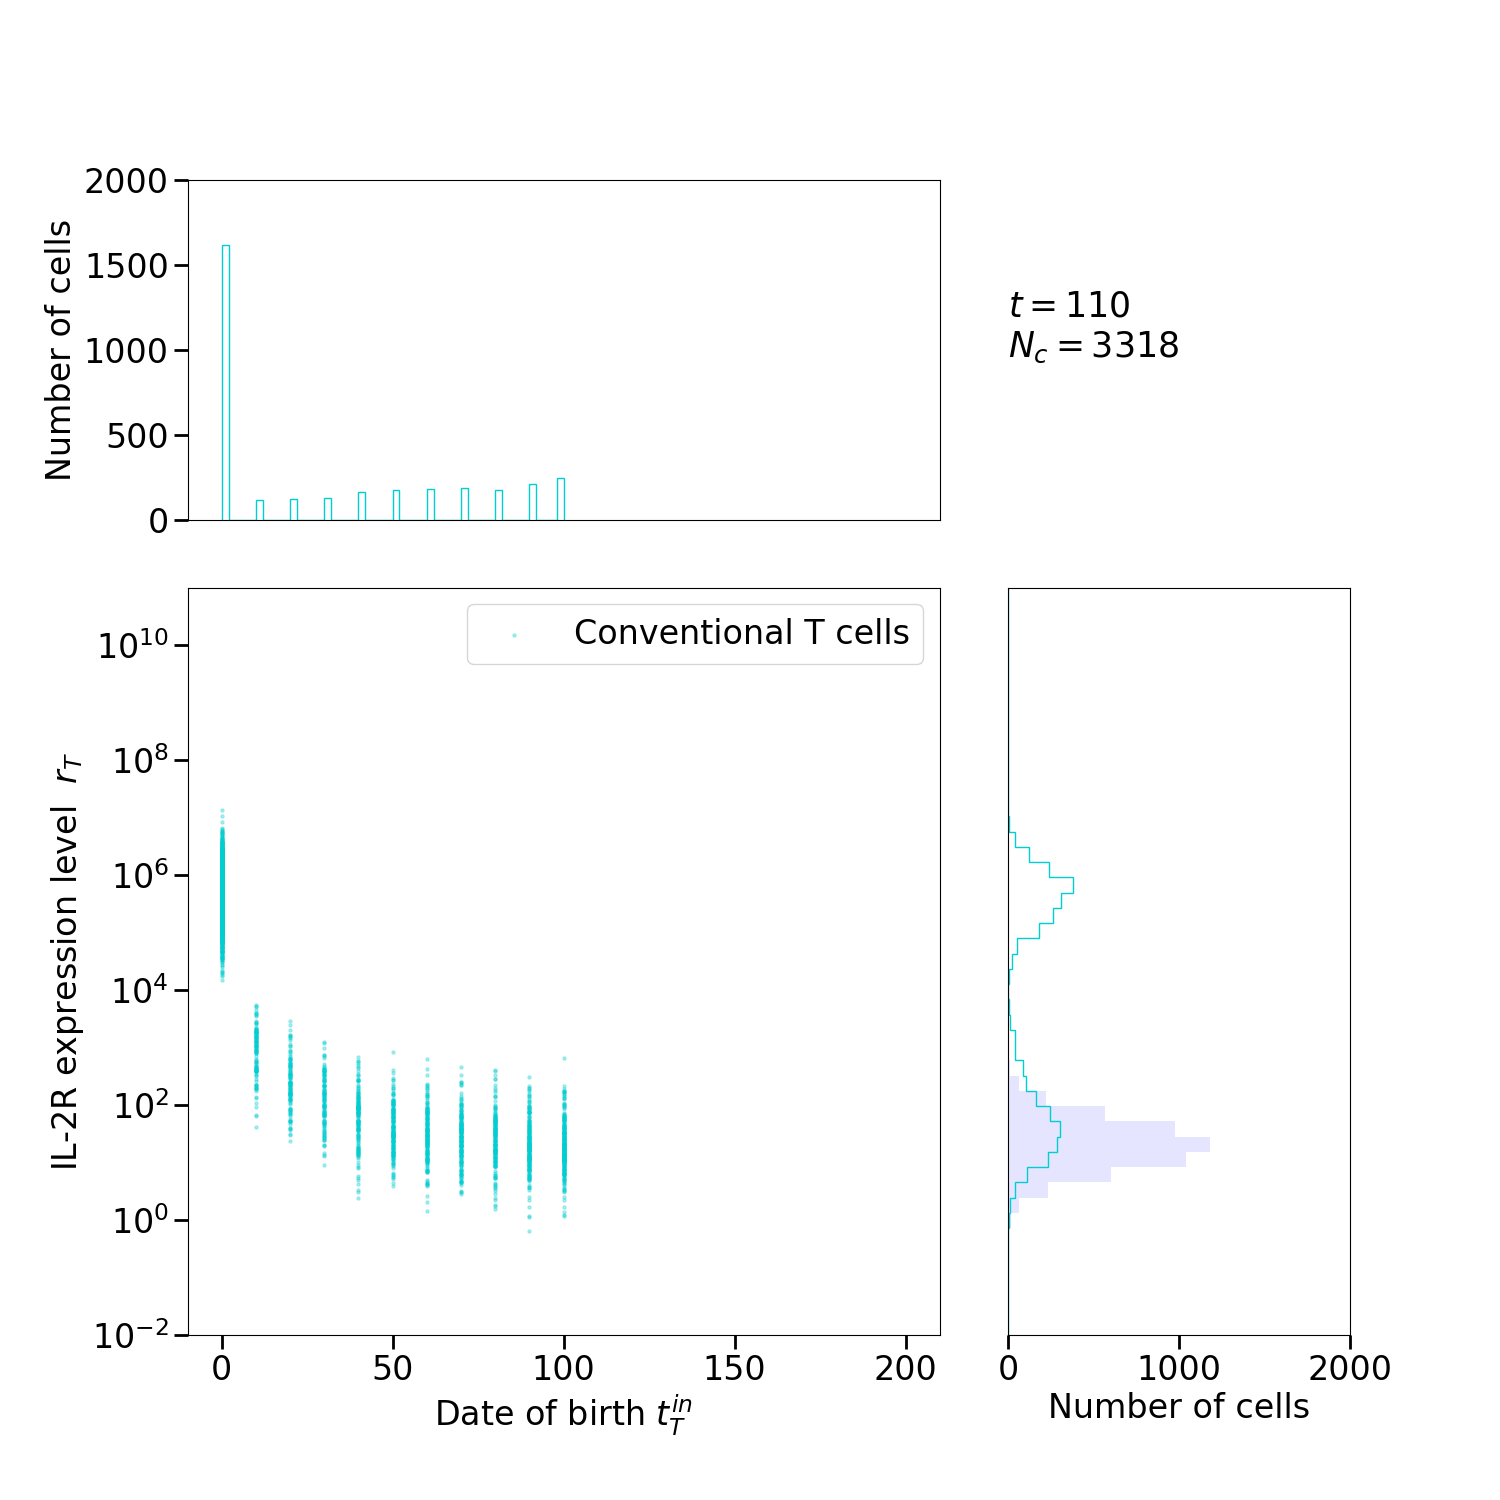 2000
1500
1000
500
0
Number of cells
t = 110
N_c = 3318
Conventional T cells
10^10
10^8
10^6
10^4
10^2
10^0
10^−2
IL-2R expression level r_T
0 50 100 150 200
Date of birth t_T^in
0 1000 2000
Number of cells